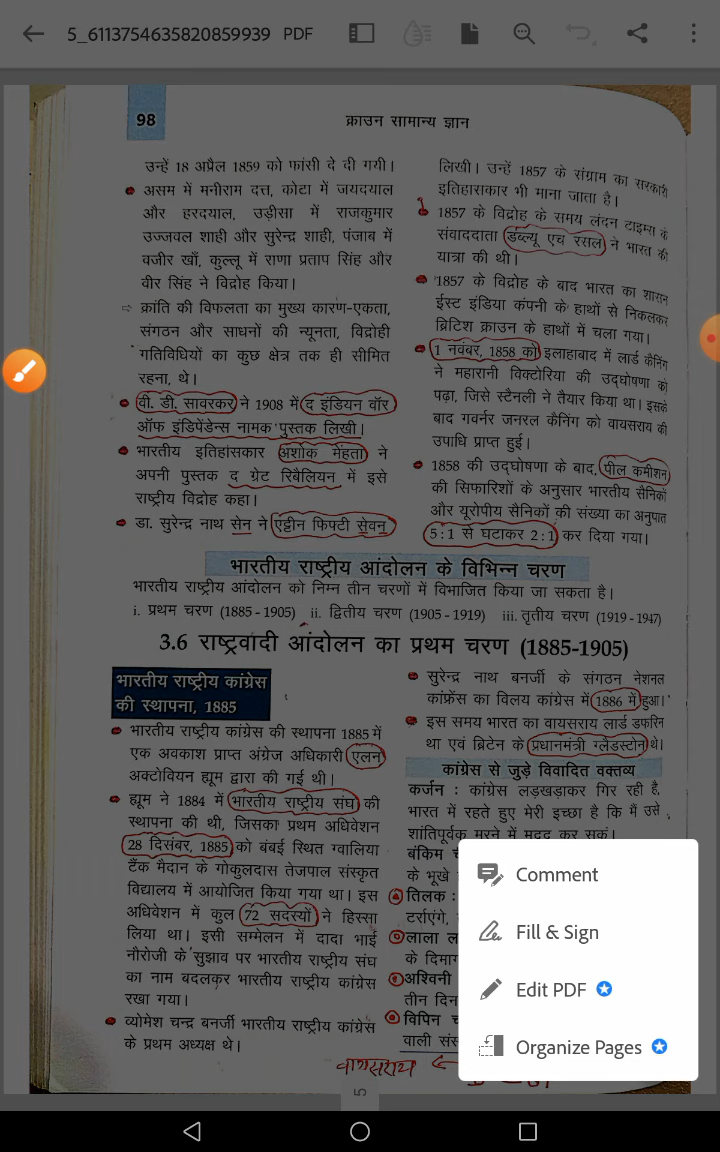 5_6113754635820859939 PDF
98
क्राउन सामान्य ज्ञान
उन्हें 18 अप्रैल 1859 को फांसी दे दी गयी।
असम में मनीराम दत्त, कोटा में जयदयाल
और हरदयाल, उड़ीसा में राजकुमार
उज्जवल शाही और सुरेन्द्र शाही, पंजाब में
वजीर खाँ, कुल्लू में राणा प्रताप सिंह और
वीर सिंह ने विद्रोह किया।
⇨ क्रांति की विफलता का मुख्य कारण-एकता,
संगठन और साधनों की न्यूनता, विद्रोही
गतिविधियों का कुछ क्षेत्र तक ही सीमित
रहना, थे।
वी. डी. सावरकर ने 1908 में द इंडियन वॉर
ऑफ इंडिपेंडेन्स नामक पुस्तक लिखी।
भारतीय इतिहासकार अशोक मेंहता ने
अपनी पुस्तक द ग्रेट रिबैलियन में इसे
राष्ट्रीय विद्रोह कहा।
डा. सुरेन्द्र नाथ सेन ने एट्टीन फिफ्टी सेवन
लिखी। उन्हें 1857 के संग्राम का सरकारी
इतिहासकार भी माना जाता है।
1857 के विद्रोह के समय लंदन टाइम्स के
संवाददाता डब्ल्यू एच रसल ने भारत की
यात्रा की थी।
1857 के विद्रोह के बाद भारत का शासन
ईस्ट इंडिया कंपनी के हाथों से निकलकर
ब्रिटिश क्राउन के हाथों में चला गया।
1 नवंबर, 1858 को इलाहाबाद में लार्ड कैनिंग
ने महारानी विक्टोरिया की उद्घोषणा को
पढ़ा, जिसे स्टैनली ने तैयार किया था। इसके
बाद गवर्नर जनरल कैनिंग को वायसराय की
उपाधि प्राप्त हुई।
1858 की उद्घोषणा के बाद, पील कमीशन
की सिफारिशों के अनुसार भारतीय सैनिकों
और यूरोपीय सैनिकों की संख्या का अनुपात
5:1 से घटाकर 2:1 कर दिया गया।
भारतीय राष्ट्रीय आंदोलन के विभिन्न चरण
भारतीय राष्ट्रीय आंदोलन को निम्न तीन चरणों में विभाजित किया जा सकता है।
i. प्रथम चरण (1885-1905) ii. द्वितीय चरण (1905-1919) iii. तृतीय चरण (1919-1947)
3.6 राष्ट्रवादी आंदोलन का प्रथम चरण (1885-1905)
भारतीय राष्ट्रीय कांग्रेस
की स्थापना, 1885
भारतीय राष्ट्रीय कांग्रेस की स्थापना 1885 में
एक अवकाश प्राप्त अंग्रेज अधिकारी एलन
अक्टोवियन ह्यूम द्वारा की गई थी।
ह्यूम ने 1884 में भारतीय राष्ट्रीय संघ की
स्थापना की थी, जिसका प्रथम अधिवेशन
28 दिसंबर, 1885 को बंबई स्थित ग्वालिया
टैंक मैदान के गोकुलदास तेजपाल संस्कृत
विद्यालय में आयोजित किया गया था। इस
अधिवेशन में कुल 72 सदस्यों ने हिस्सा
लिया था। इसी सम्मेलन में दादा भाई
नौरोजी के सुझाव पर भारतीय राष्ट्रीय संघ
का नाम बदलकर भारतीय राष्ट्रीय कांग्रेस
रखा गया।
व्योमेश चन्द्र बनर्जी भारतीय राष्ट्रीय कांग्रेस
के प्रथम अध्यक्ष थे।
सुरेन्द्र नाथ बनर्जी के संगठन नेशनल
कांफ्रेंस का विलय कांग्रेस में 1886 में हुआ।
इस समय भारत का वायसराय लार्ड डफरिन
था एवं ब्रिटेन के प्रधानमंत्री ग्लैडस्टोन थे।
कांग्रेस से जुड़े विवादित वक्तव्य
कर्जन : कांग्रेस लड़खड़ाकर गिर रही है,
भारत में रहते हुए मेरी इच्छा है कि मैं उसे
शांतिपूर्वक मरने में मदद कर सकूं।
बंकिम
के भूखे
तिलक :
टर्राएंगे,
लाला
के दिमाग
अश्विनी
तीन दिन
विपिन
वाली
वायसराय
5
Comment
Fill & Sign
Edit PDF
Organize Pages